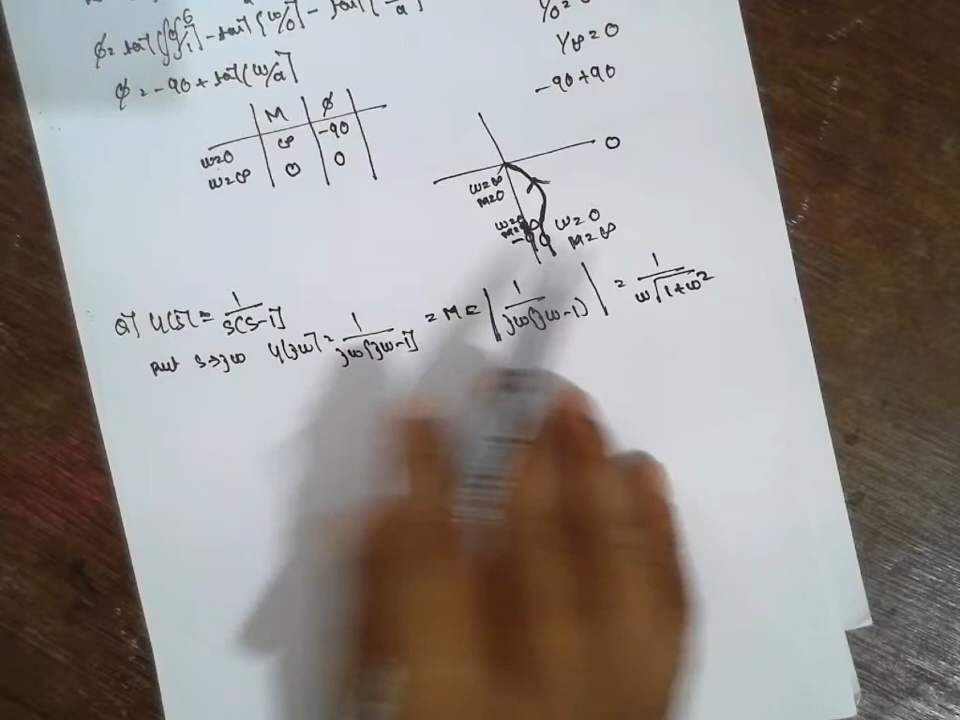 Y∞=0
φ = -90 + tan⁻¹(ω/a)
-90+90
M φ
ω=0 ∞ -90
ω=∞ 0 0
0
ω=∞
M=0
ω=0
M=∞
Q) G(s) = 1/s(s-1)
put s→jω G(jω) = 1/jω(jω-1) = M = |1/jω(jω-1)| = 1/ω√1+ω²